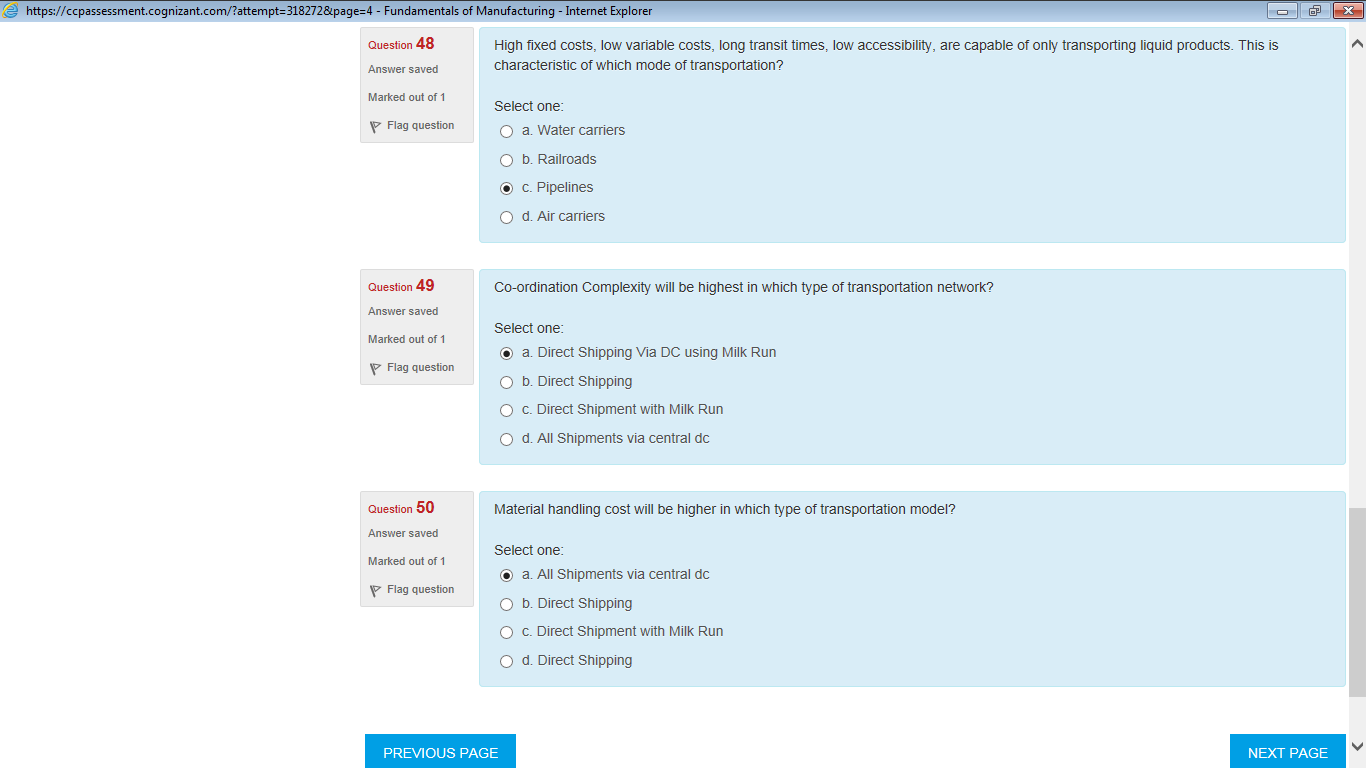 https://ccpassessment.cognizant.com/?attempt=318272&page=4 - Fundamentals of Manufacturing - Internet Explorer
Question 48
Answer saved
Marked out of 1
Flag question
High fixed costs, low variable costs, long transit times, low accessibility, are capable of only transporting liquid products. This is
characteristic of which mode of transportation?
Select one:
a. Water carriers
b. Railroads
c. Pipelines
d. Air carriers
Question 49
Answer saved
Marked out of 1
Flag question
Co-ordination Complexity will be highest in which type of transportation network?
Select one:
a. Direct Shipping Via DC using Milk Run
b. Direct Shipping
c. Direct Shipment with Milk Run
d. All Shipments via central dc
Question 50
Answer saved
Marked out of 1
Flag question
Material handling cost will be higher in which type of transportation model?
Select one:
a. All Shipments via central dc
b. Direct Shipping
c. Direct Shipment with Milk Run
d. Direct Shipping
PREVIOUS PAGE
NEXT PAGE